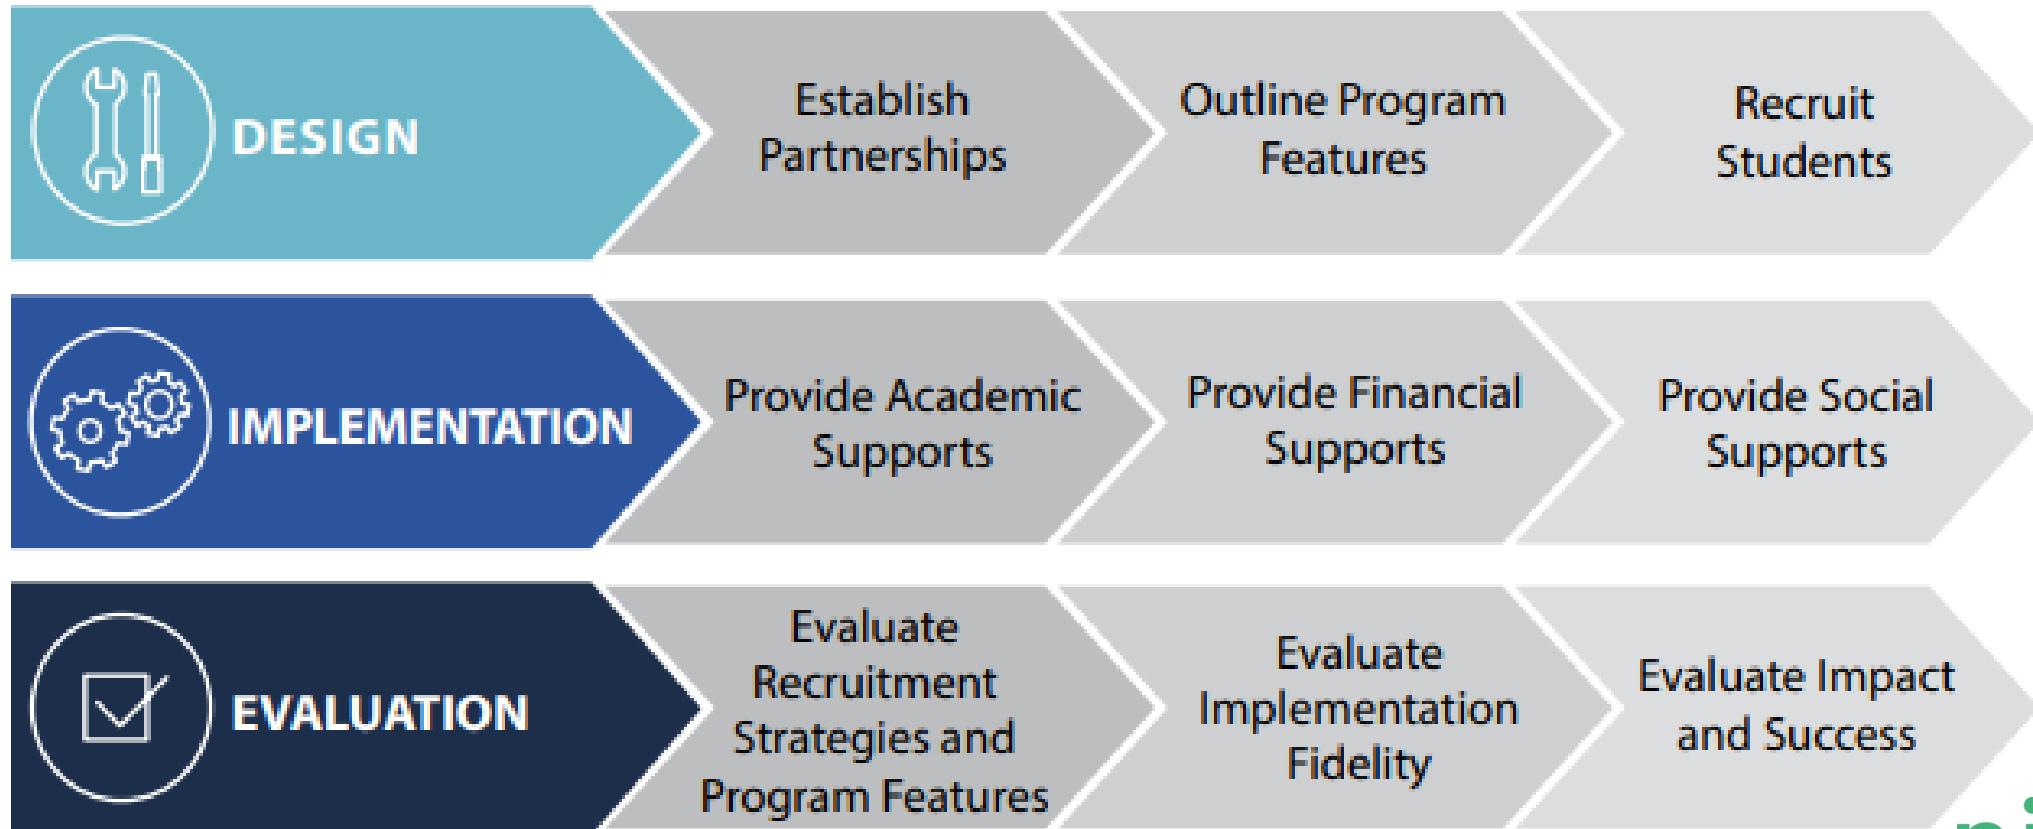 DESIGN
Establish
Partnerships
Outline Program
Features
Recruit
Students
IMPLEMENTATION
Provide Academic
Supports
Provide Financial
Supports
Provide Social
Supports
EVALUATION
Evaluate
Recruitment
Strategies and
Program Features
Evaluate
Implementation
Fidelity
Evaluate Impact
and Success